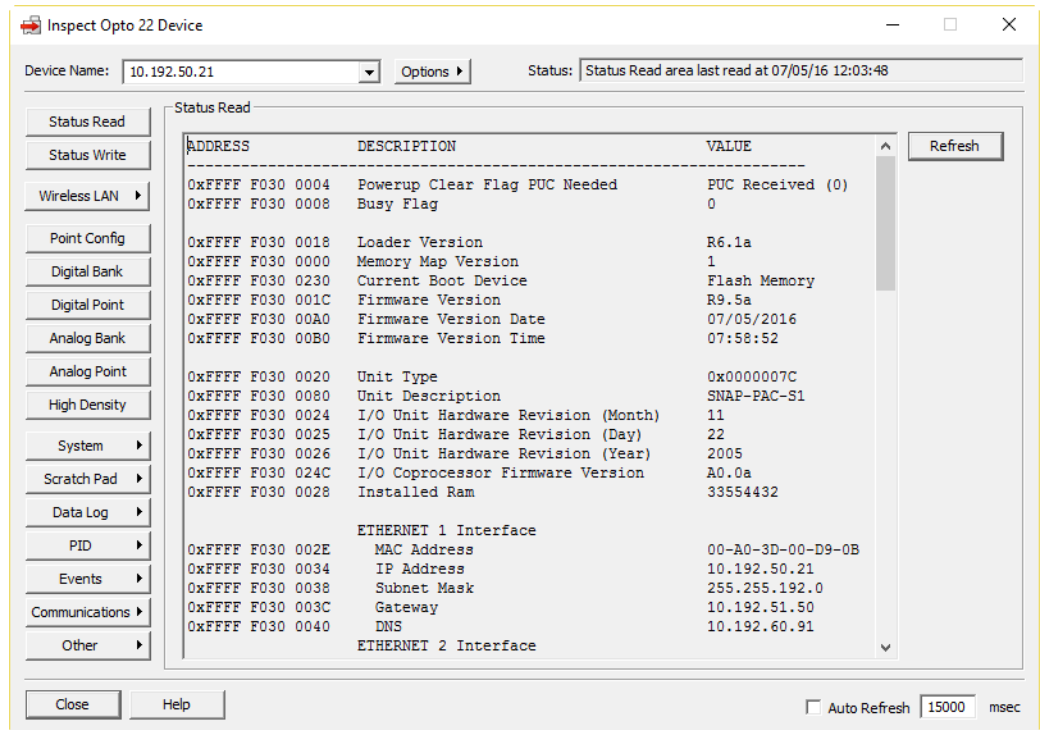 Inspect Opto 22 Device
Device Name: 10.192.50.21 Options Status: Status Read area last read at 07/05/16 12:03:48
Status Read
Status Write
Wireless LAN
Point Config
Digital Bank
Digital Point
Analog Bank
Analog Point
High Density
System
Scratch Pad
Data Log
PID
Events
Communications
Other
Status Read
ADDRESS DESCRIPTION VALUE
--------------------------------------------------------------------------
0xFFFF F030 0004 Powerup Clear Flag PUC Needed PUC Received (0)
0xFFFF F030 0008 Busy Flag 0
0xFFFF F030 0018 Loader Version R6.1a
0xFFFF F030 0000 Memory Map Version 1
0xFFFF F030 0230 Current Boot Device Flash Memory
0xFFFF F030 001C Firmware Version R9.5a
0xFFFF F030 00A0 Firmware Version Date 07/05/2016
0xFFFF F030 00B0 Firmware Version Time 07:58:52
0xFFFF F030 0020 Unit Type 0x0000007C
0xFFFF F030 0080 Unit Description SNAP-PAC-S1
0xFFFF F030 0024 I/O Unit Hardware Revision (Month) 11
0xFFFF F030 0025 I/O Unit Hardware Revision (Day) 22
0xFFFF F030 0026 I/O Unit Hardware Revision (Year) 2005
0xFFFF F030 024C I/O Coprocessor Firmware Version A0.0a
0xFFFF F030 0028 Installed Ram 33554432
ETHERNET 1 Interface
0xFFFF F030 002E MAC Address 00-A0-3D-00-D9-0B
0xFFFF F030 0034 IP Address 10.192.50.21
0xFFFF F030 0038 Subnet Mask 255.255.192.0
0xFFFF F030 003C Gateway 10.192.51.50
0xFFFF F030 0040 DNS 10.192.60.91
ETHERNET 2 Interface
Refresh
Close Help Auto Refresh 15000 msec